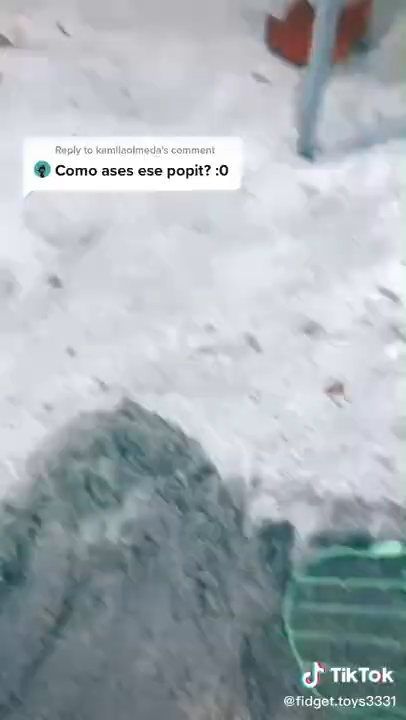 Reply to kamilaolmeda's comment
Como ases ese popit? :0
TikTok
@fidget.toys3331